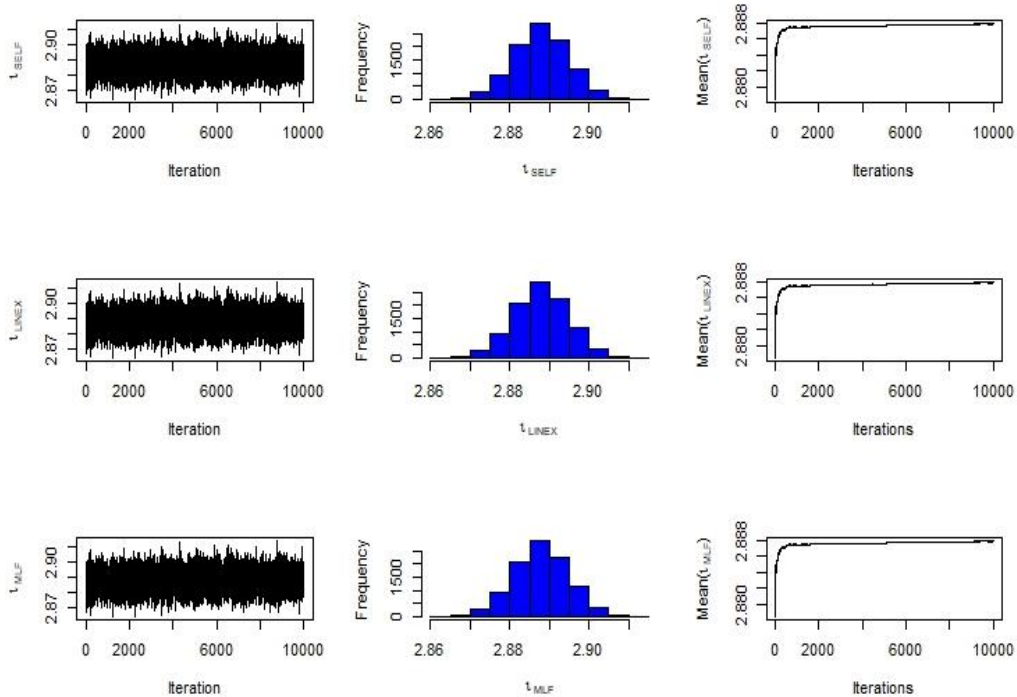 τ SELF
2.87 2.90
0 2000 6000 10000
Iteration
Frequency
0 1500
2.86 2.88 2.90
τ SELF
Mean(τ SELF)
2.880 2.888
0 2000 6000 10000
Iterations
τ LINEX
2.87 2.90
0 2000 6000 10000
Iteration
Frequency
0 1500
2.86 2.88 2.90
τ LINEX
Mean(τ LINEX)
2.880 2.888
0 2000 6000 10000
Iterations
τ MLF
2.87 2.90
0 2000 6000 10000
Iteration
Frequency
0 1500
2.86 2.88 2.90
τ MLF
Mean(τ MLF)
2.880 2.888
0 2000 6000 10000
Iterations